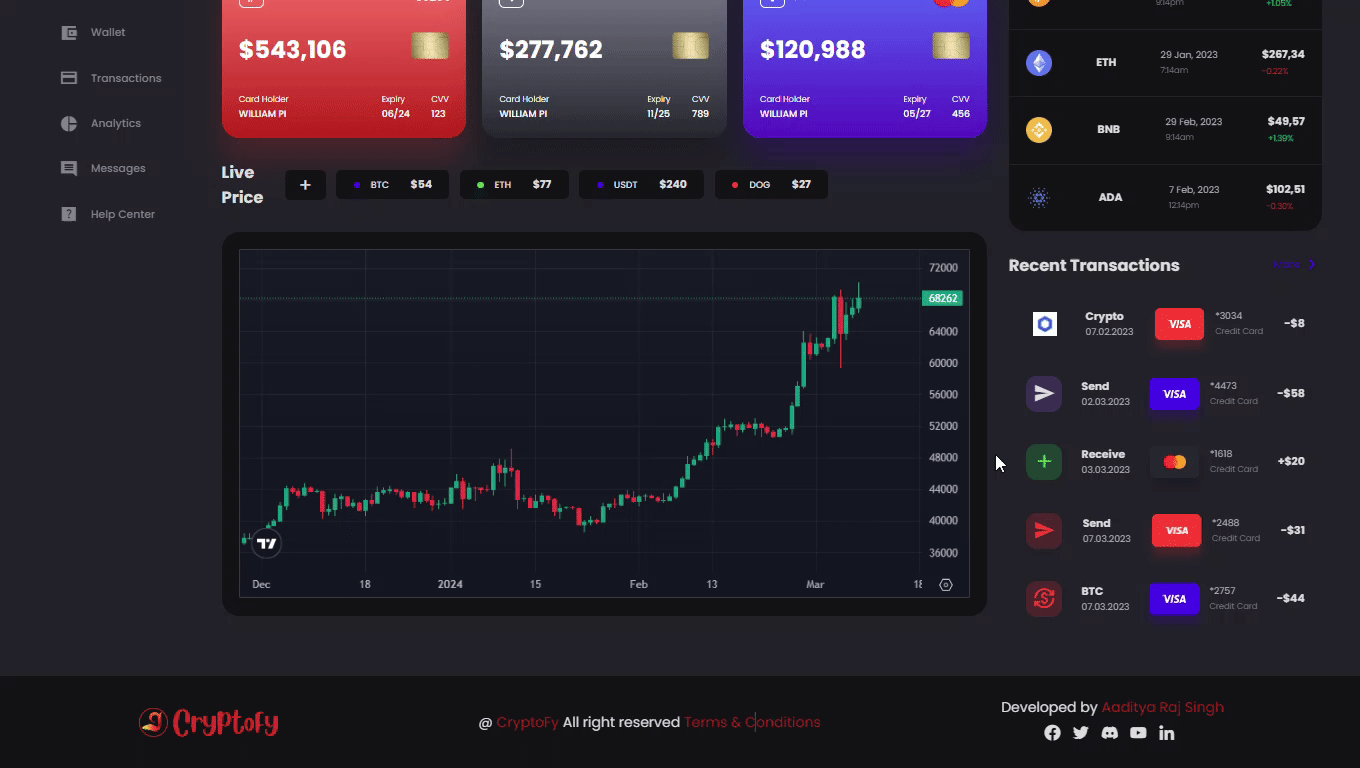 Wallet
Transactions
Analytics
Messages
Help Center
$543,106
Card Holder Expiry CVV
WILLIAM PI 06/24 123
$277,762
Card Holder Expiry CVV
WILLIAM PI 11/25 789
$120,988
Card Holder Expiry CVV
WILLIAM PI 05/27 456
Live
Price
+
BTC $54
ETH $77
USDT $240
DOG $27
72000
68262
64000
60000
56000
52000
48000
44000
40000
36000
Dec 18 2024 15 Feb 13 Mar
9:14pm +1.05%
ETH 29 Jan, 2023 $267,34
7:14am -0.22%
BNB 29 Feb, 2023 $49,57
9:14am +1.39%
ADA 7 Feb, 2023 $102,51
12:14pm -0.30%
Recent Transactions
Crypto VISA *3034 -$8
07.02.2023 Credit Card
Send VISA *4473 -$58
02.03.2023 Credit Card
Receive *1618 +$20
03.03.2023 Credit Card
Send VISA *2488 -$31
07.03.2023 Credit Card
BTC VISA *2757 -$44
07.03.2023 Credit Card
Cryptofy
@ CryptoFy All right reserved Terms & Conditions
Developed by Aaditya Raj Singh